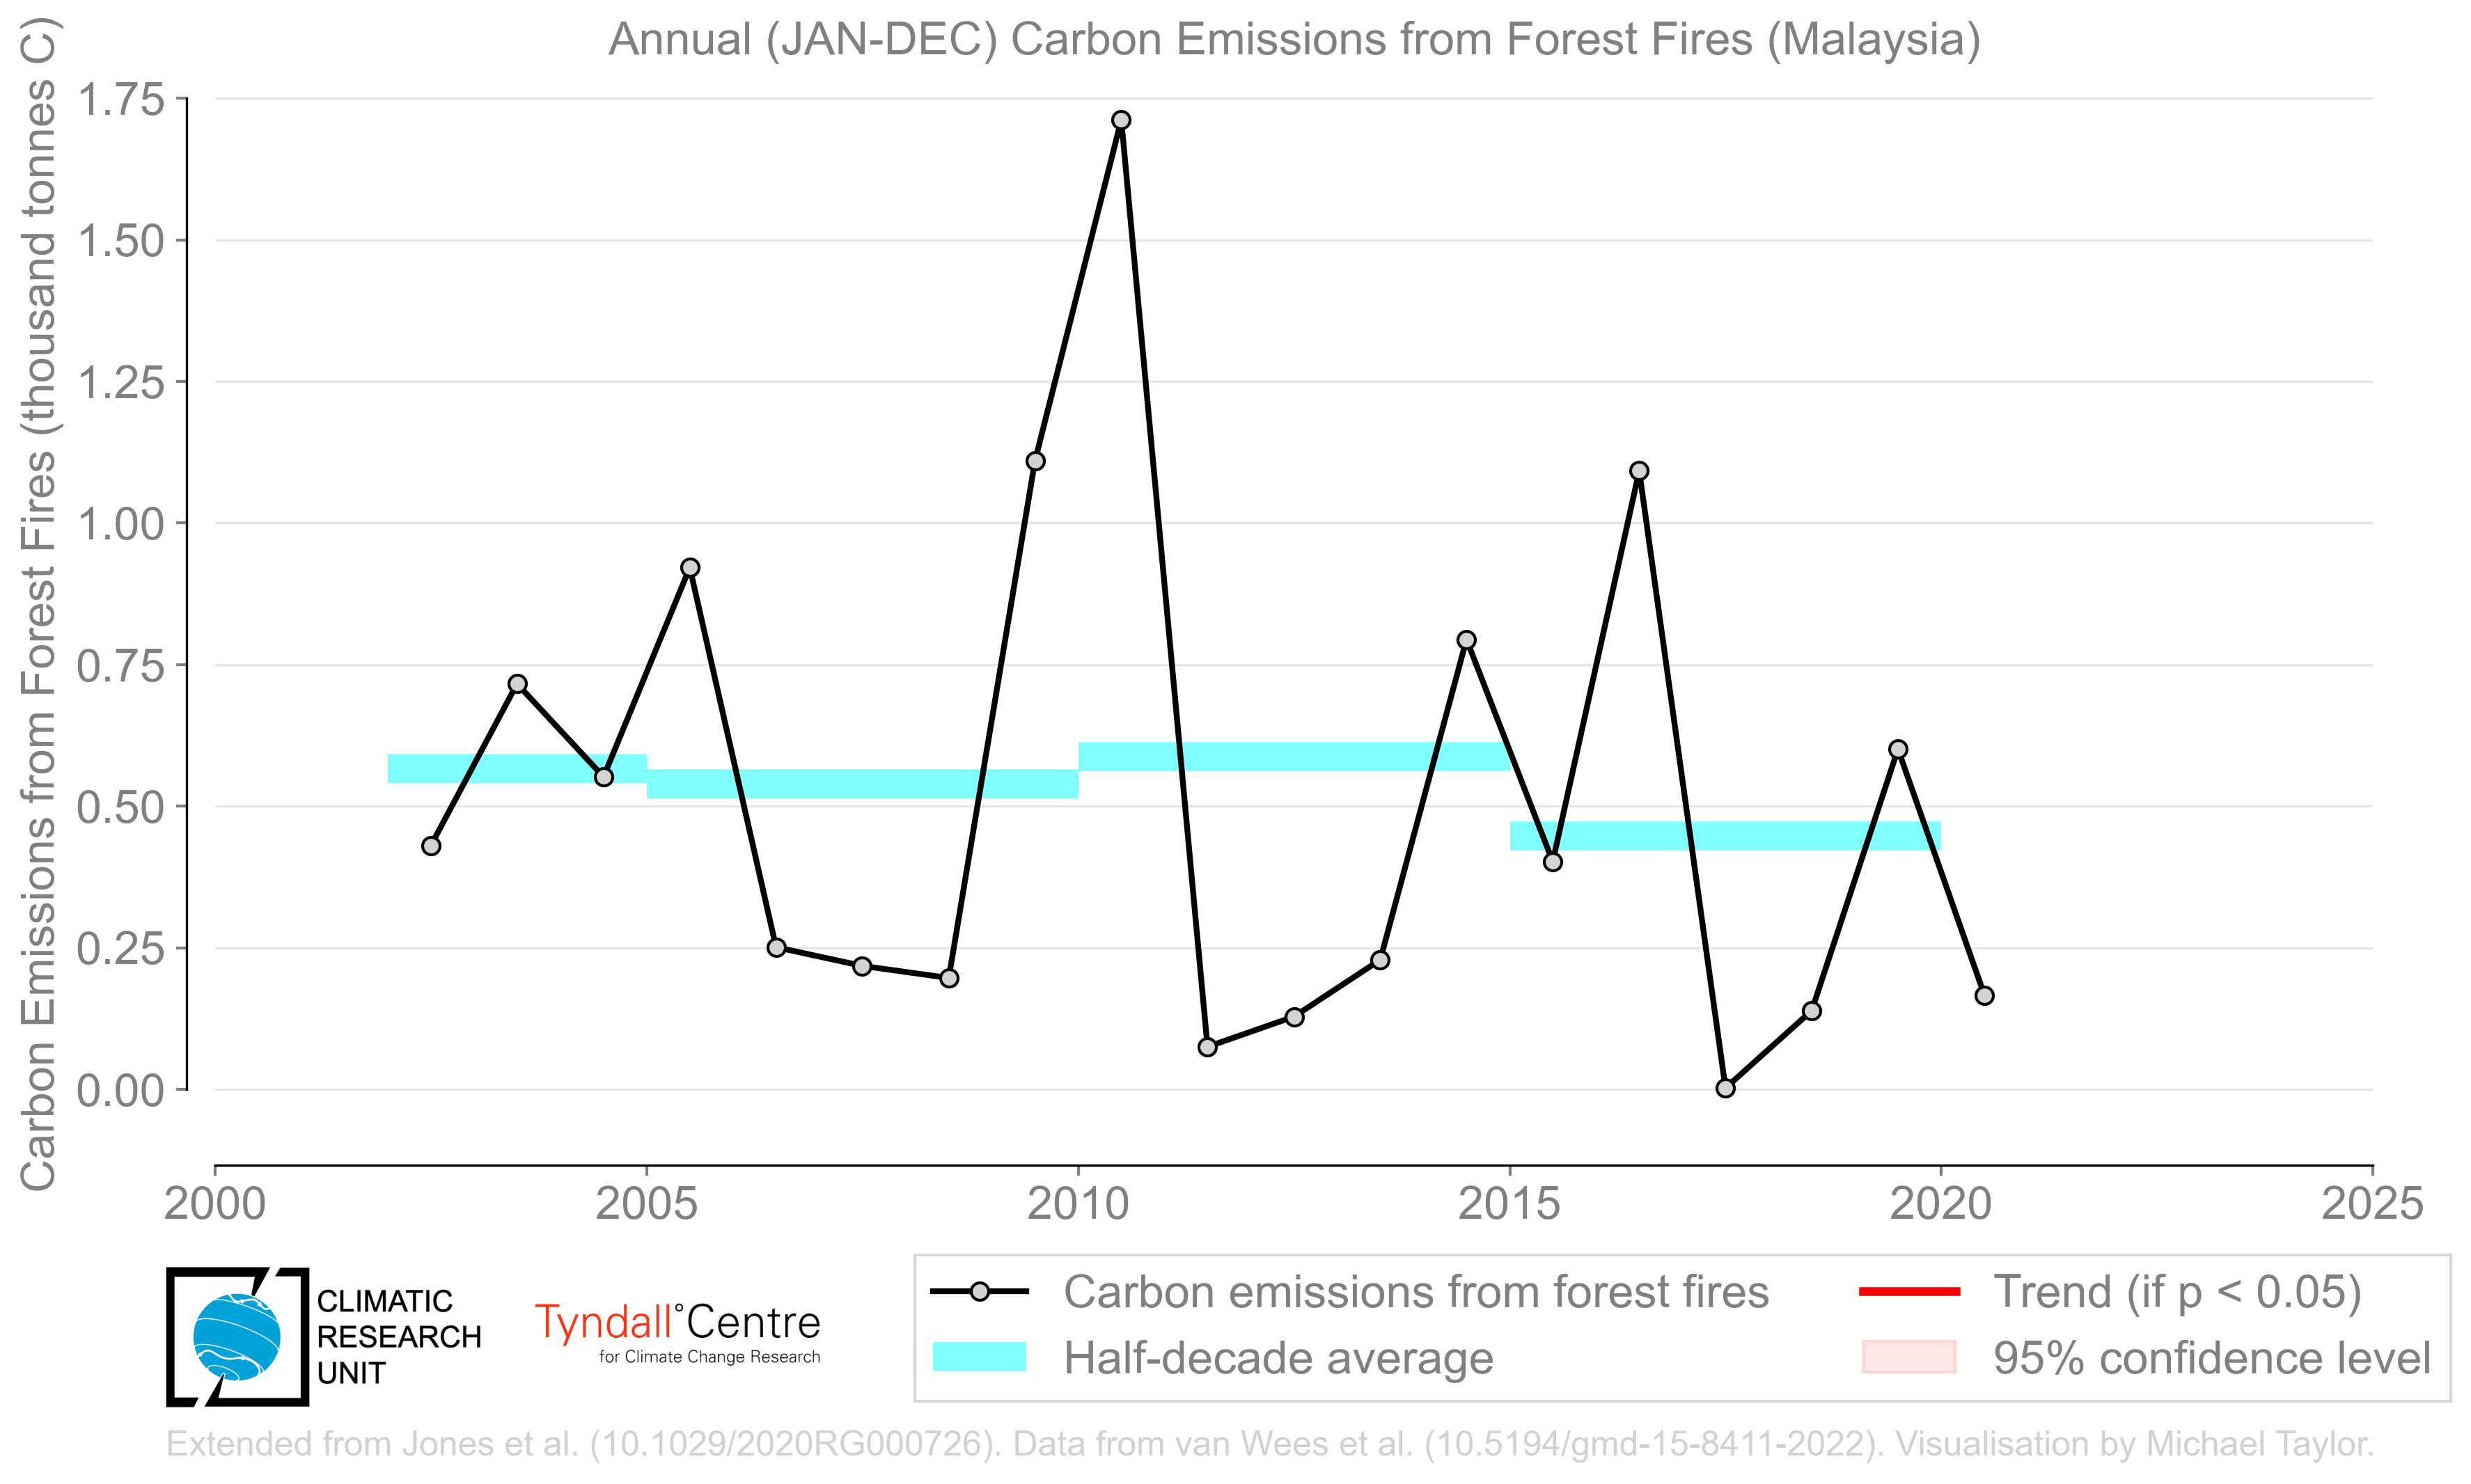 Annual (JAN-DEC) Carbon Emissions from Forest Fires (Malaysia)
Carbon Emissions from Forest Fires (thousand tonnes C)
1.75
1.50
1.25
1.00
0.75
0.50
0.25
0.00
2000 2005 2010 2015 2020 2025
CLIMATIC
RESEARCH
UNIT
Tyndall°Centre
for Climate Change Research
Carbon emissions from forest fires
Half-decade average
Trend (if p < 0.05)
95% confidence level
Extended from Jones et al. (10.1029/2020RG000726). Data from van Wees et al. (10.5194/gmd-15-8411-2022). Visualisation by Michael Taylor.